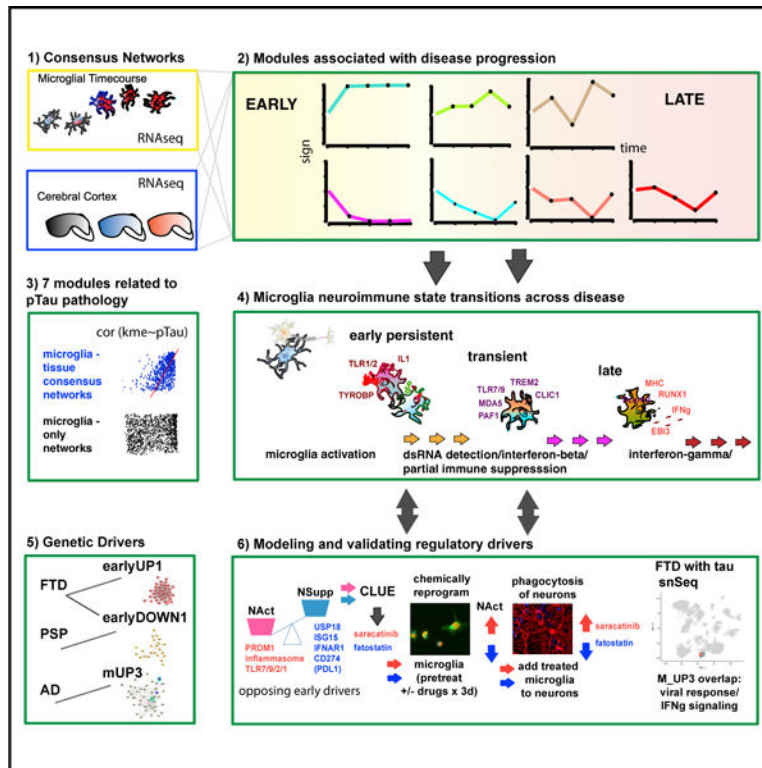 1) Consensus Networks
Microglial Timecourse
RNAseq
RNAseq
Cerebral Cortex
2) Modules associated with disease progression
EARLY
LATE
sign
time
3) 7 modules related to
pTau pathology
cor (kme~pTau)
microglia -
tissue
consensus
networks
microglia -
only
networks
4) Microglia neuroimmune state transitions across disease
early persistent
TLR1/2
IL1
TYROBP
transient
TLR7/9
TREM2
MDA5
CLIC1
PAF1
late
MHC
RUNX1
IFNg
EBI3
microglia activation
dsRNA detection/interferon-beta/
partial immune suppresssion
interferon-gamma/
5) Genetic Drivers
earlyUP1
FTD
earlyDOWN1
PSP
mUP3
AD
6) Modeling and validating regulatory drivers
NAct
NSupp
PRDM1
inflammasome
TLR7/9/2/1
USP18
ISG15
IFNAR1
CD274
(PDL1)
opposing early drivers
CLUE
saracatinib
fatostatin
chemically
reprogram
microglia
(pretreat
+/- drugs x 3d)
NAct
phagocytosis
of neurons
add treated
microglia
to neurons
saracatinib
fatostatin
FTD with tau
snSeq
M_UP3 overlap:
viral response/
IFNg signaling